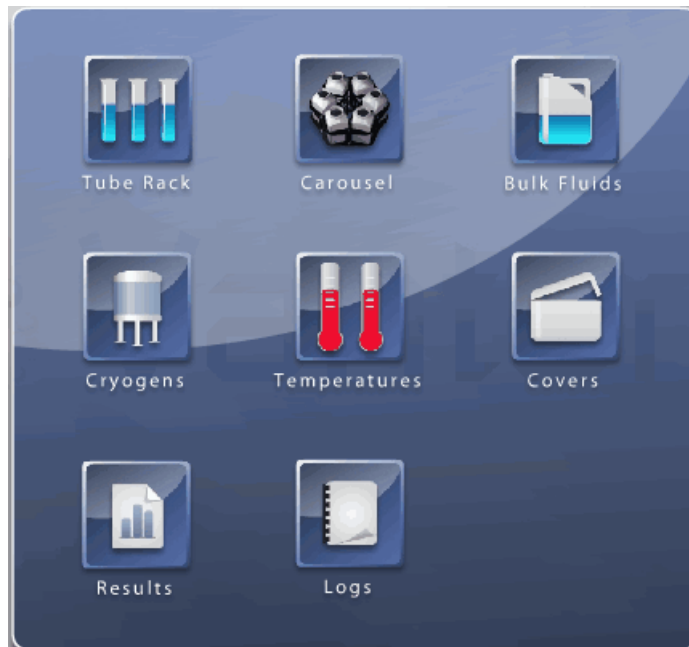 Tube Rack
Carousel
Bulk Fluids
Cryogens
Temperatures
Covers
Results
Logs